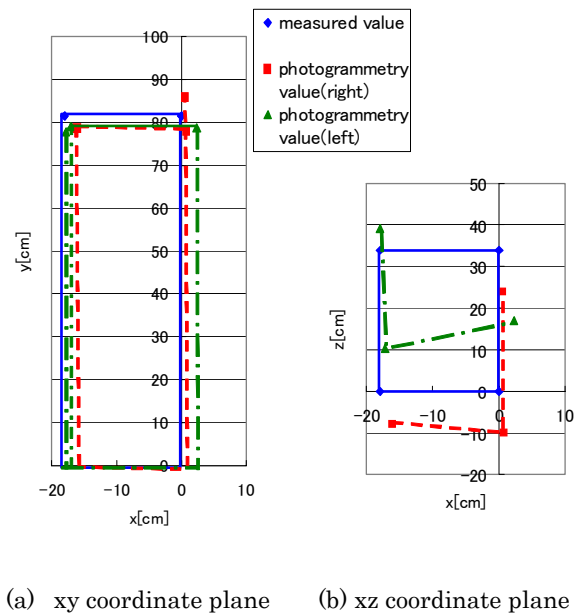 measured value
photogrammetry
value(right)
photogrammetry
value(left)
100
90
80
70
60
50
40
30
20
10
0
y[cm]
-20 -10 0 10
x[cm]
50
40
30
20
10
0
-10
-20
z[cm]
-20 -10 0 10
x[cm]
(a) xy coordinate plane (b) xz coordinate plane